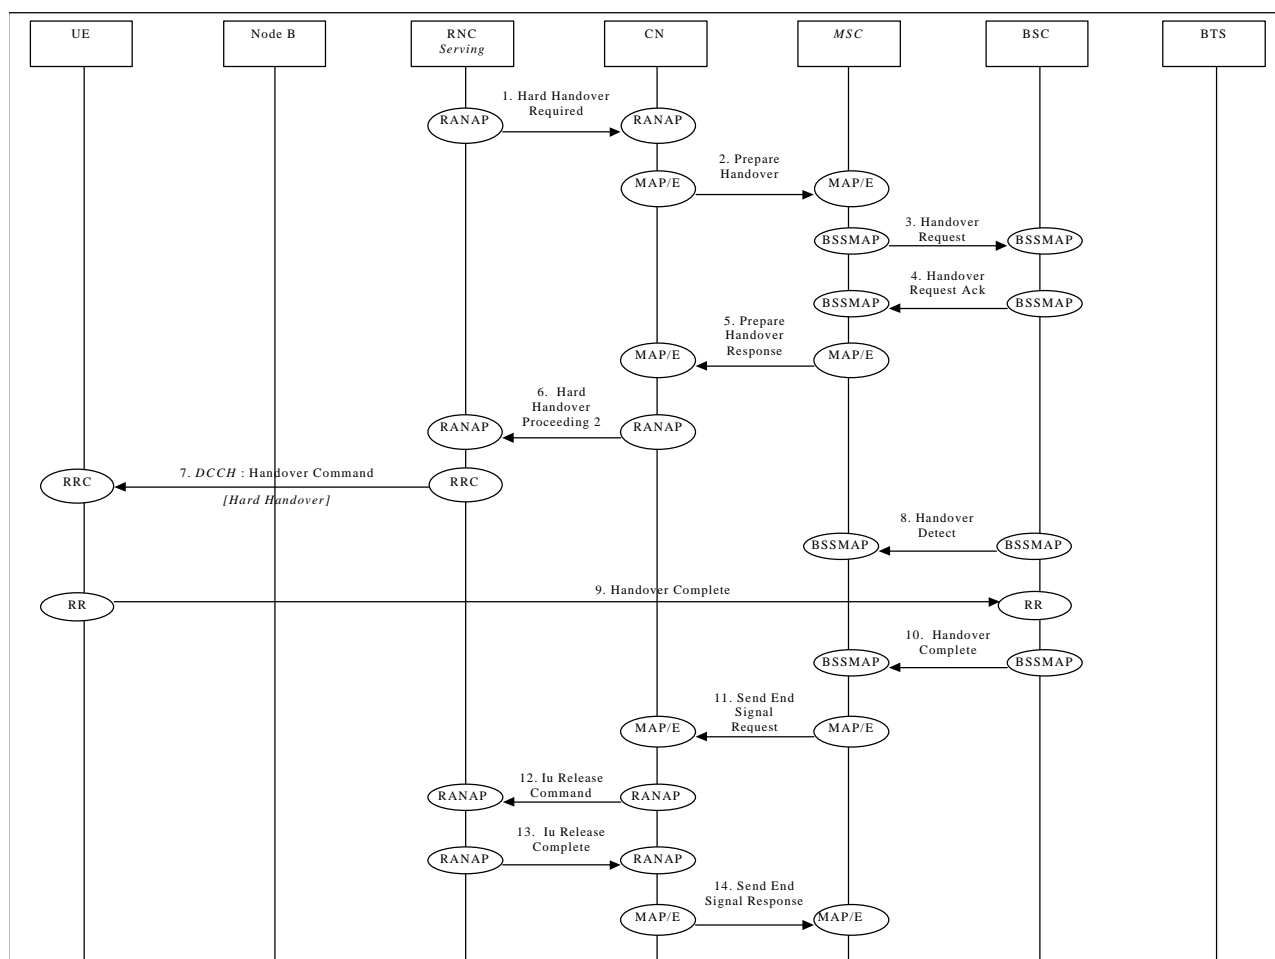 UE
Node B
RNC
Serving
CN
MSC
BSC
BTS
1. Hard Handover
Required
RANAP
RANAP
2. Prepare
Handover
MAP/E
MAP/E
3. Handover
Request
BSSMAP
BSSMAP
4. Handover
Request Ack
BSSMAP
BSSMAP
5. Prepare
Handover
Response
MAP/E
MAP/E
6. Hard
Handover
Proceeding 2
RANAP
RANAP
7. DCCH : Handover Command
RRC
RRC
[Hard Handover]
8. Handover
Detect
BSSMAP
BSSMAP
9. Handover Complete
RR
RR
10. Handover
Complete
BSSMAP
BSSMAP
11. Send End
Signal
Request
MAP/E
MAP/E
12. Iu Release
Command
RANAP
RANAP
13. Iu Release
Complete
RANAP
RANAP
14. Send End
Signal Response
MAP/E
MAP/E